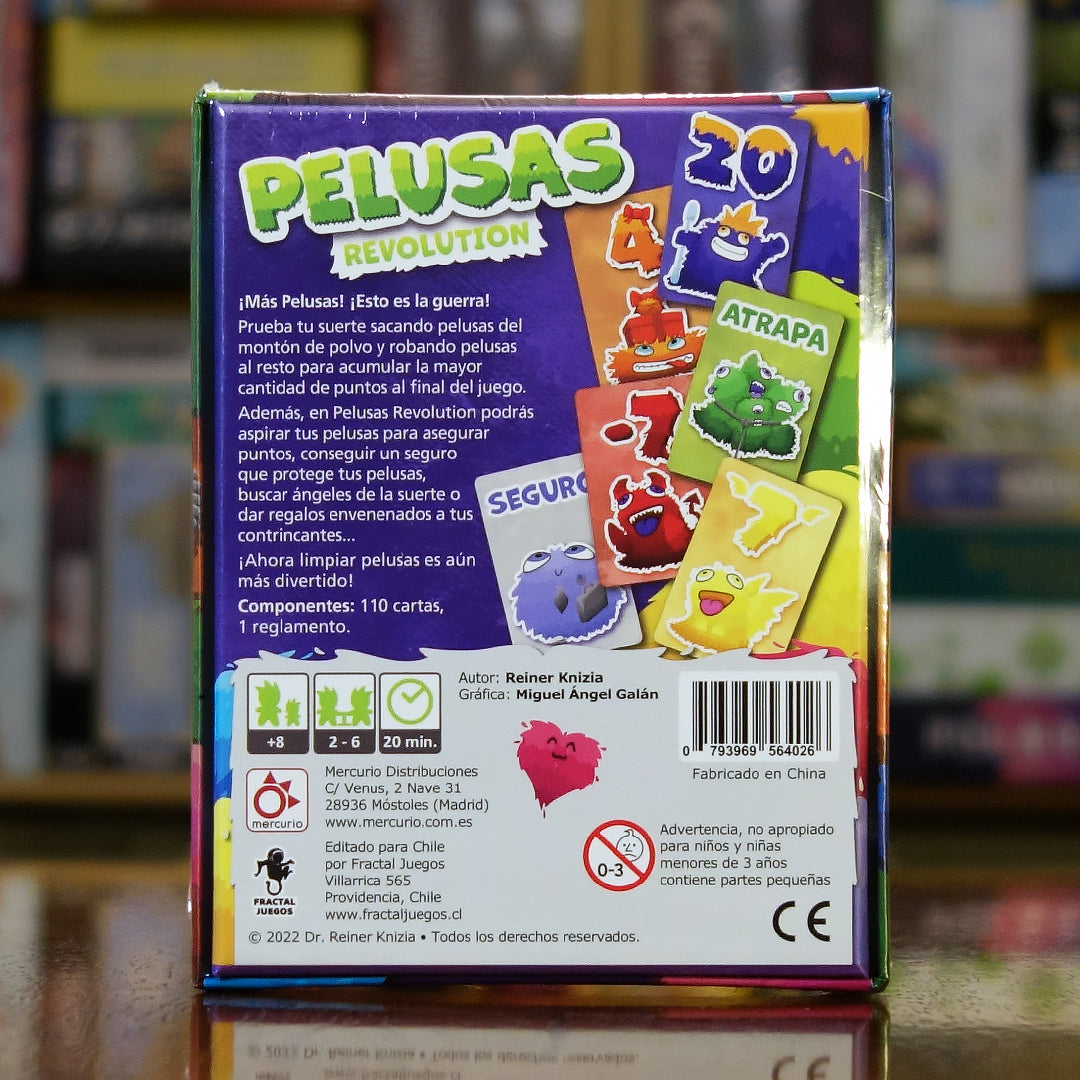 PELUSAS
REVOLUTION
20
4
ATRAPA
-7
SEGURO
7
¡Más Pelusas! ¡Esto es la guerra!
Prueba tu suerte sacando pelusas del
montón de polvo y robando pelusas
al resto para acumular la mayor
cantidad de puntos al final del juego.
Además, en Pelusas Revolution podrás
aspirar tus pelusas para asegurar
puntos, conseguir un seguro
que protege tus pelusas,
buscar ángeles de la suerte o
dar regalos envenenados a tus
contrincantes...
¡Ahora limpiar pelusas es aún
más divertido!
Componentes: 110 cartas,
1 reglamento.
+8
2 - 6
20 min.
Autor: Reiner Knizia
Gráfica: Miguel Ángel Galán
0 793969 564026
Fabricado en China
mercurio
Mercurio Distribuciones
C/ Venus, 2 Nave 31
28936 Móstoles (Madrid)
www.mercurio.com.es
FRACTAL
JUEGOS
Editado para Chile
por Fractal Juegos
Villarrica 565
Providencia, Chile
www.fractaljuegos.cl
0-3
Advertencia, no apropiado
para niños y niñas
menores de 3 años
contiene partes pequeñas
CE
© 2022 Dr. Reiner Knizia • Todos los derechos reservados.